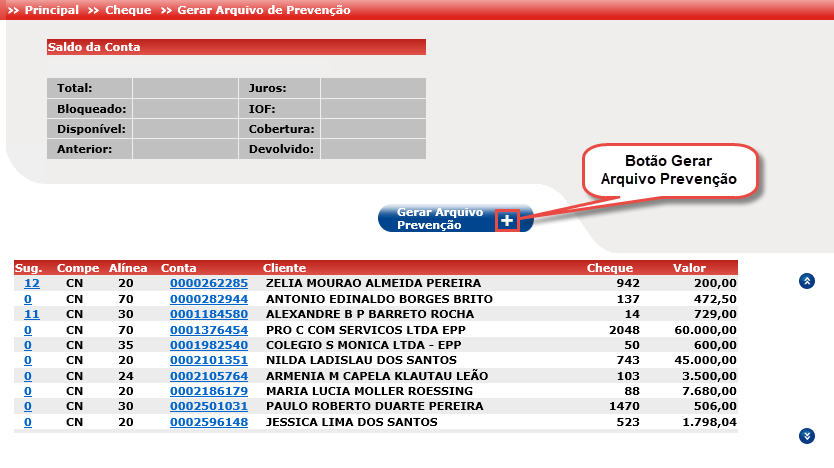 >> Principal >> Cheque >> Gerar Arquivo de Prevenção
Saldo da Conta
Total: Juros:
Bloqueado: IOF:
Disponível: Cobertura:
Anterior: Devolvido:
Botão Gerar
Arquivo Prevenção
Gerar Arquivo
Prevenção
Sug. Compe Alínea Conta Cliente Cheque Valor
12 CN 20 0000262285 ZELIA MOURAO ALMEIDA PEREIRA 942 200,00
0 CN 70 0000282944 ANTONIO EDINALDO BORGES BRITO 137 472,50
11 CN 30 0001184580 ALEXANDRE B P BARRETO ROCHA 14 729,00
0 CN 70 0001376454 PRO C COM SERVICOS LTDA EPP 2048 60.000,00
0 CN 35 0001982540 COLEGIO S MONICA LTDA - EPP 50 600,00
0 CN 20 0002101351 NILDA LADISLAU DOS SANTOS 743 45.000,00
0 CN 24 0002105764 ARMENIA M CAPELA KLAUTAU LEÃO 103 3.500,00
0 CN 20 0002186179 MARIA LUCIA MOLLER ROESSING 88 7.680,00
0 CN 30 0002501031 PAULO ROBERTO DUARTE PEREIRA 1470 506,00
0 CN 20 0002596148 JESSICA LIMA DOS SANTOS 523 1.798,04